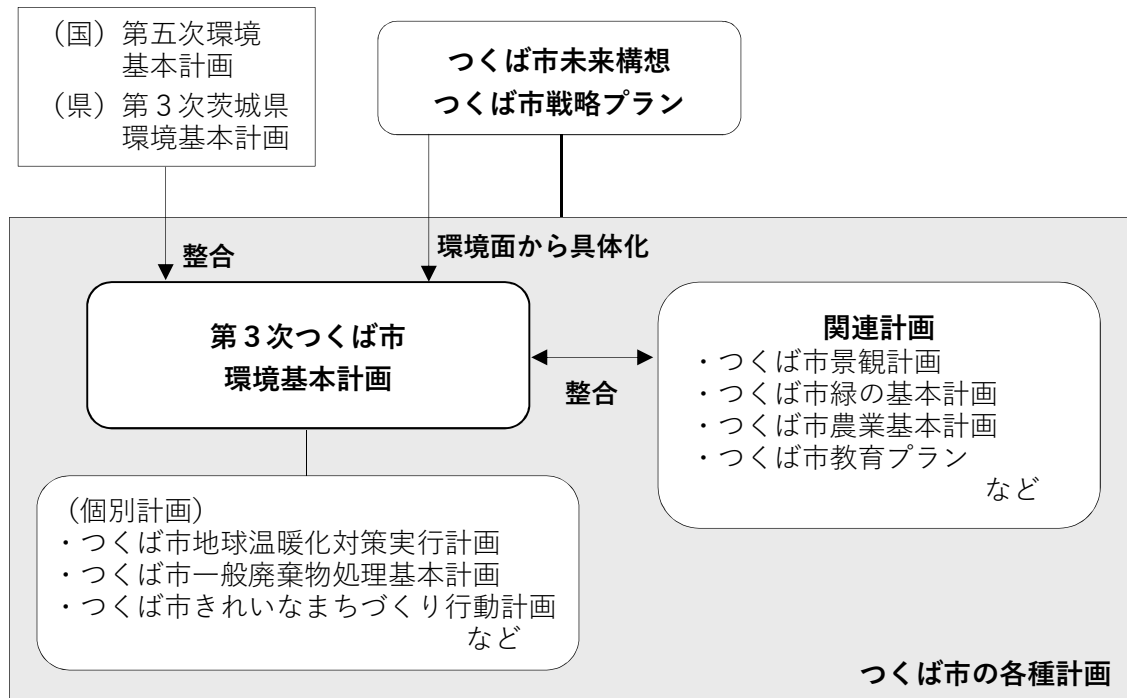 （国）第五次環境
基本計画
（県）第３次茨城県
環境基本計画
つくば市未来構想
つくば市戦略プラン
整合
環境面から具体化
第３次つくば市
環境基本計画
整合
関連計画
・つくば市景観計画
・つくば市緑の基本計画
・つくば市農業基本計画
・つくば市教育プラン
など
（個別計画）
・つくば市地球温暖化対策実行計画
・つくば市一般廃棄物処理基本計画
・つくば市きれいなまちづくり行動計画
など
つくば市の各種計画